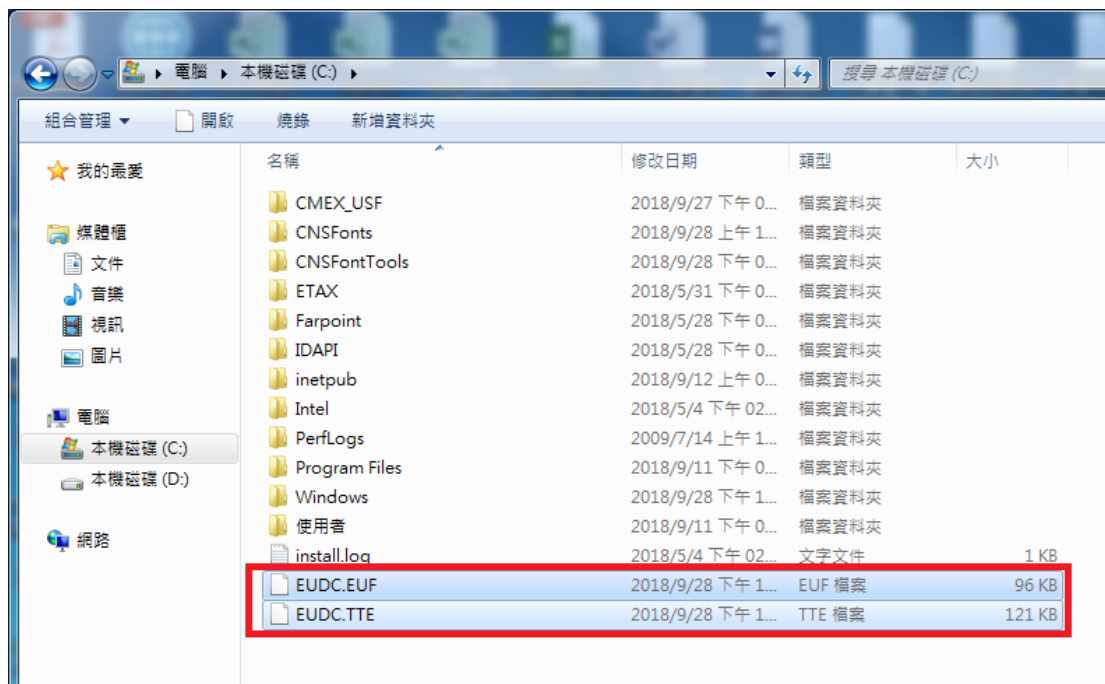 電腦 ▸ 本機磁碟 (C:) ▸ 搜尋 本機磁碟 (C:)
組合管理 ▼ 開啟 燒錄 新增資料夾
名稱 修改日期 類型 大小
我的最愛
媒體櫃
文件
音樂
視訊
圖片
電腦
本機磁碟 (C:)
本機磁碟 (D:)
網路
CMEX_USF 2018/9/27 下午 0... 檔案資料夾
CNSFonts 2018/9/28 上午 1... 檔案資料夾
CNSFontTools 2018/9/28 下午 0... 檔案資料夾
ETAX 2018/5/31 下午 0... 檔案資料夾
Farpoint 2018/5/28 下午 0... 檔案資料夾
IDAPI 2018/5/28 下午 0... 檔案資料夾
inetpub 2018/9/12 上午 0... 檔案資料夾
Intel 2018/5/4 下午 02... 檔案資料夾
PerfLogs 2009/7/14 上午 1... 檔案資料夾
Program Files 2018/9/11 下午 0... 檔案資料夾
Windows 2018/9/28 下午 1... 檔案資料夾
使用者 2018/9/11 下午 0... 檔案資料夾
install.log 2018/5/4 下午 02... 文字文件 1 KB
EUDC.EUF 2018/9/28 下午 1... EUF 檔案 96 KB
EUDC.TTE 2018/9/28 下午 1... TTE 檔案 121 KB